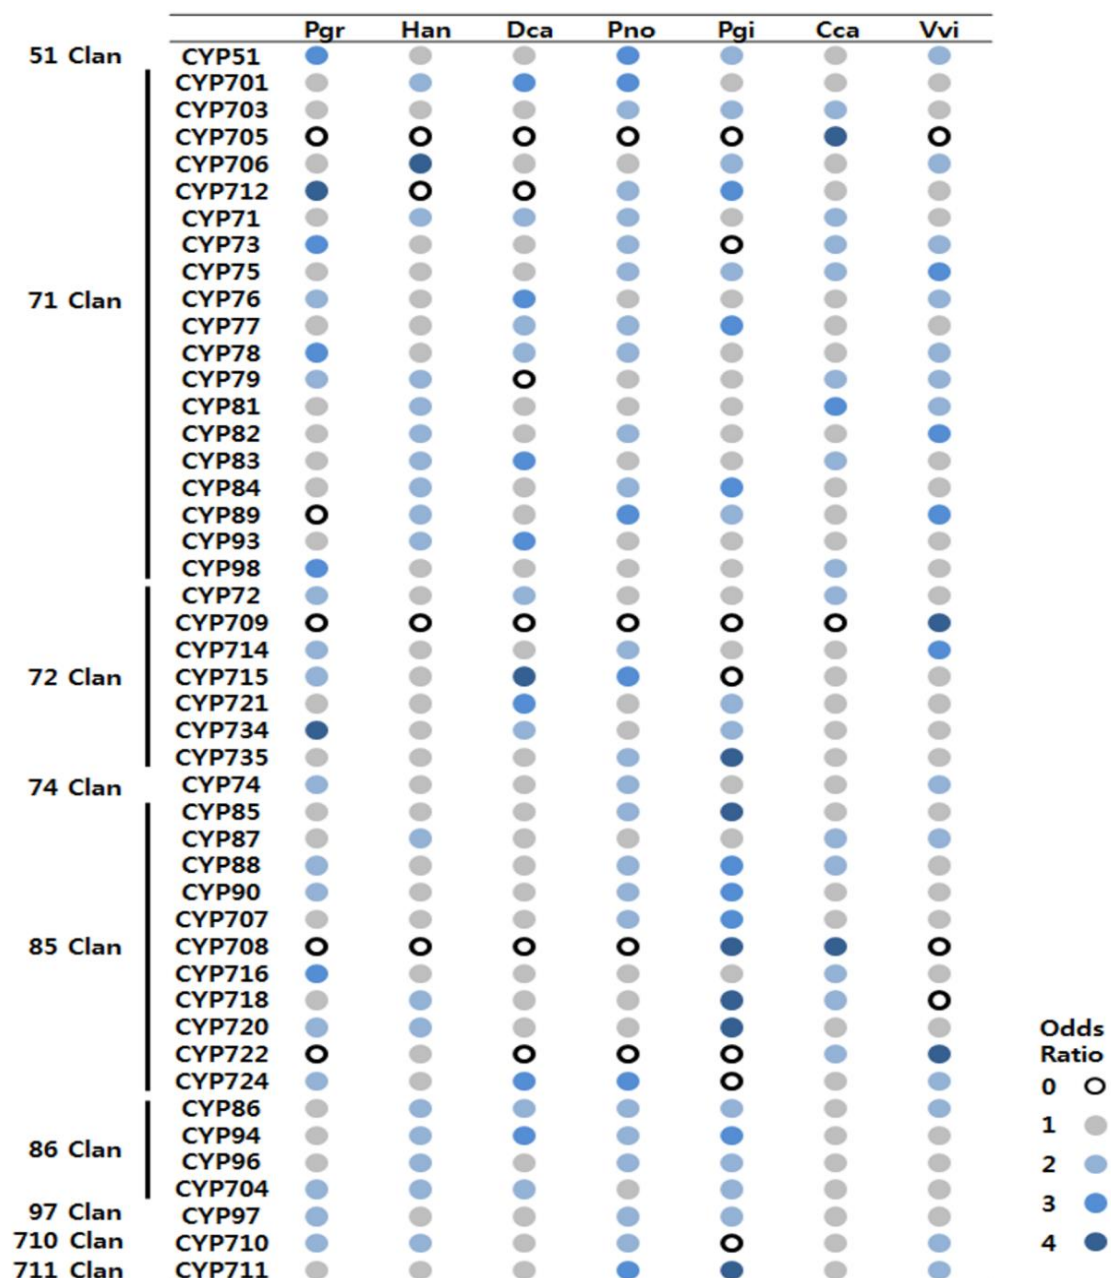 Pgr Han Dca Pno Pgi Cca Vvi
51 Clan CYP51
CYP701
CYP703
CYP705
CYP706
CYP712
CYP71
CYP73
CYP75
71 Clan CYP76
CYP77
CYP78
CYP79
CYP81
CYP82
CYP83
CYP84
CYP89
CYP93
CYP98
CYP72
CYP709
CYP714
72 Clan CYP715
CYP721
CYP734
CYP735
74 Clan CYP74
CYP85
CYP87
CYP88
CYP90
CYP707
85 Clan CYP708
CYP716
CYP718
CYP720
CYP722
CYP724
CYP86
CYP94
86 Clan CYP96
CYP704
97 Clan CYP97
710 Clan CYP710
711 Clan CYP711
Odds
Ratio
0
1
2
3
4